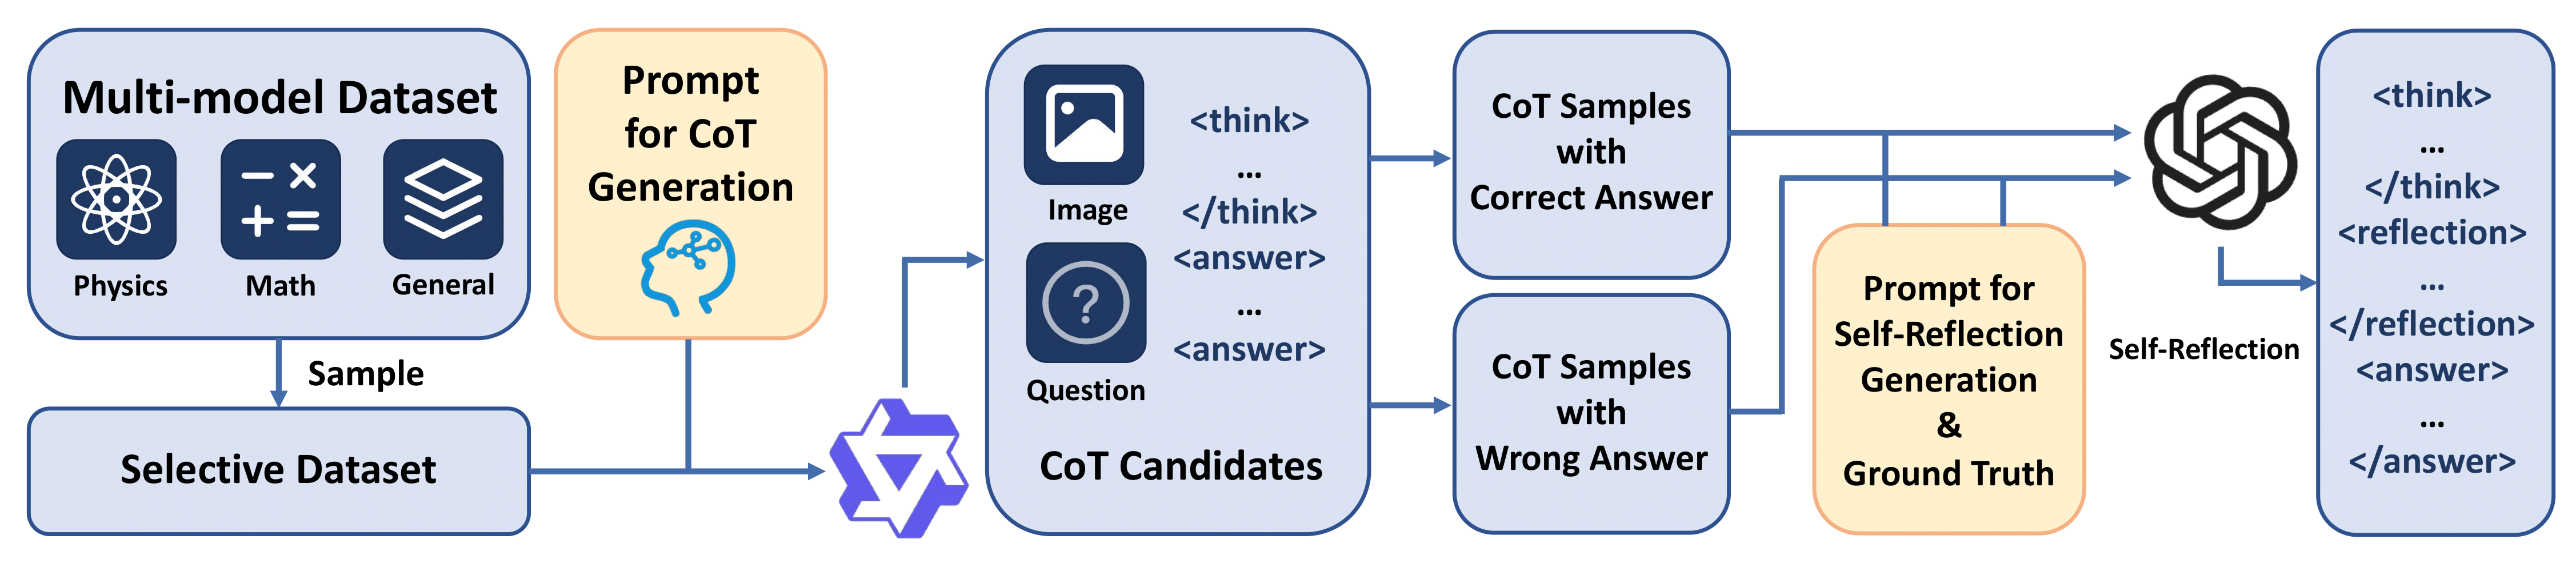 Multi-model Dataset
Physics
Math
General
Sample
Selective Dataset
Prompt
for CoT
Generation
Image
?
Question
<think>
...
</think>
<answer>
...
<answer>
CoT Candidates
CoT Samples
with
Correct Answer
CoT Samples
with
Wrong Answer
Prompt for
Self-Reflection
Generation
&
Ground Truth
Self-Reflection
<think>
...
</think>
<reflection>
...
</reflection>
<answer>
...
</answer>